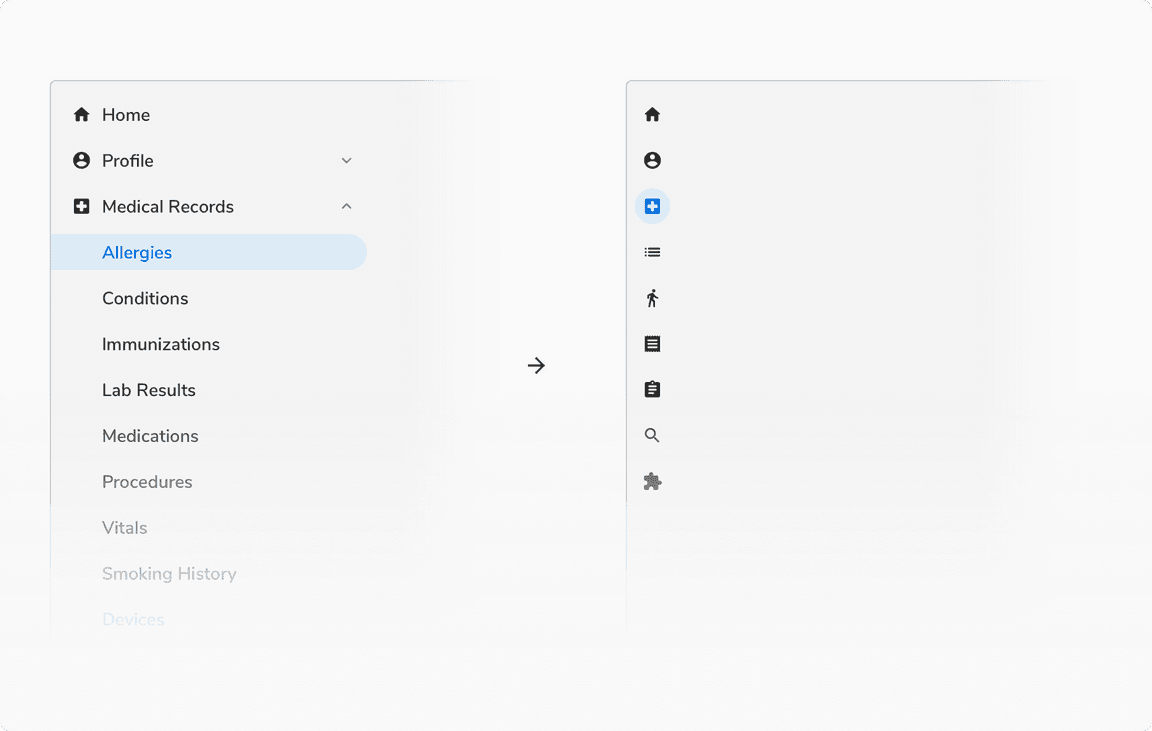 Home
Profile
Medical Records
Allergies
Conditions
Immunizations
Lab Results
Medications
Procedures
Vitals
Smoking History
Devices